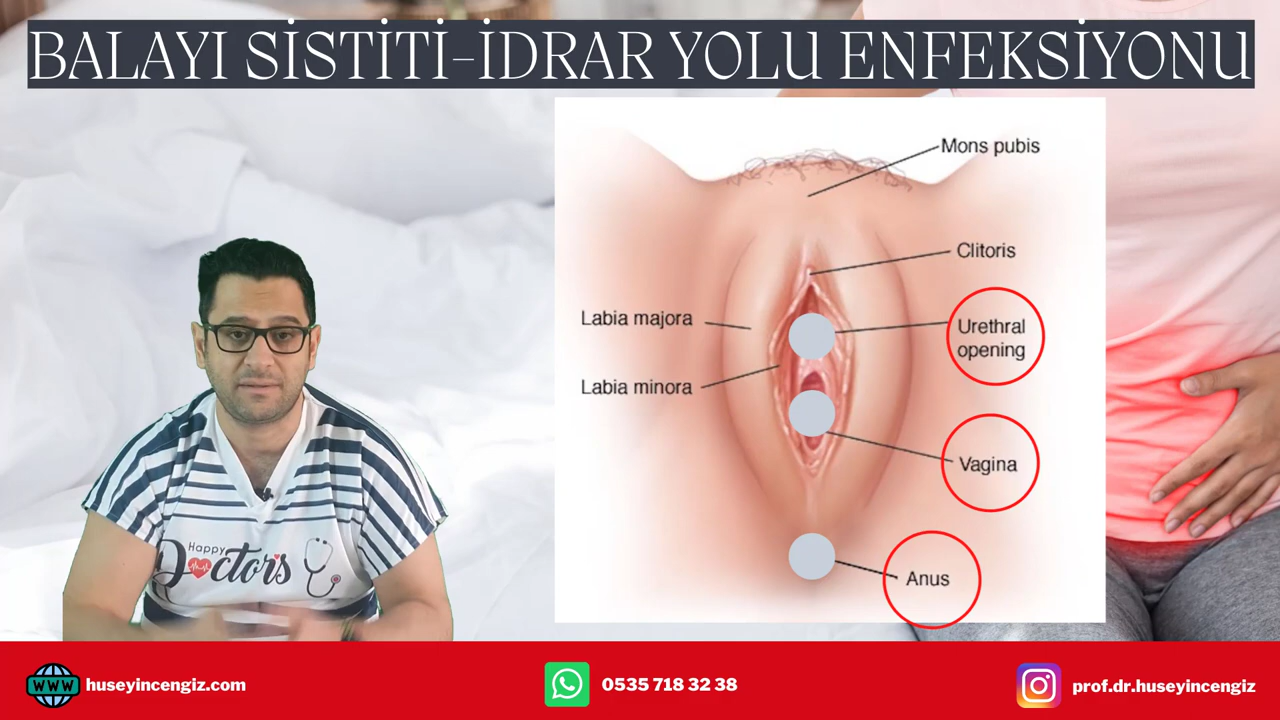 BALAYI SİSTİTİ-İDRAR YOLU ENFEKSİYONU
Mons pubis
Clitoris
Labia majora
Urethral
opening
Labia minora
Vagina
Anus
Happy
Doctors
WWW
huseyincengiz.com
0535 718 32 38
prof.dr.huseyincengiz